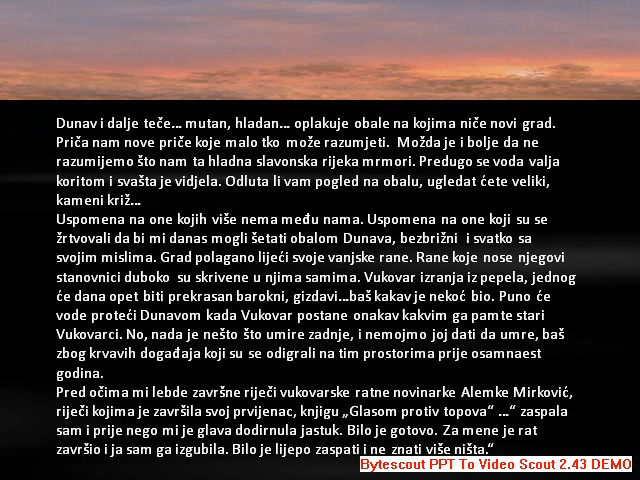 Dunav i dalje teče... mutan, hladan... oplakuje obale na kojima niče novi grad.
Priča nam nove priče koje malo tko može razumjeti. Možda je i bolje da ne
razumijemo što nam ta hladna slavonska rijeka mrmori. Predugo se voda valja
koritom i svašta je vidjela. Odluta li vam pogled na obalu, ugledat ćete veliki,
kameni križ...
Uspomena na one kojih više nema među nama. Uspomena na one koji su se
žrtvovali da bi mi danas mogli šetati obalom Dunava, bezbrižni i svatko sa
svojim mislima. Grad polagano liječi svoje vanjske rane. Rane koje nose njegovi
stanovnici duboko su skrivene u njima samima. Vukovar izranja iz pepela, jednog
će dana opet biti prekrasan barokni, gizdavi...baš kakav je nekoć bio. Puno će
vode proteći Dunavom kada Vukovar postane onakav kakvim ga pamte stari
Vukovarci. No, nada je nešto što umire zadnje, i nemojmo joj dati da umre, baš
zbog krvavih događaja koji su se odigrali na tim prostorima prije osamnaest
godina.
Pred očima mi lebde završne riječi vukovarske ratne novinarke Alemke Mirković,
riječi kojima je završila svoj prvijenac, knjigu „Glasom protiv topova“ ...“ zaspala
sam i prije nego mi je glava dodirnula jastuk. Bilo je gotovo. Za mene je rat
završio i ja sam ga izgubila. Bilo je lijepo zaspati i ne znati više ništa.“
Bytescout PPT To Video Scout 2.43 DEMO